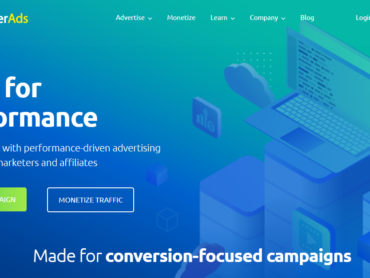 erAds
Advertise Monetize Learn Company Blog Login
for
ormance
with performance-driven advertising
marketers and affiliates
AIGN MONETIZE TRAFFIC
Made for conversion-focused campaigns